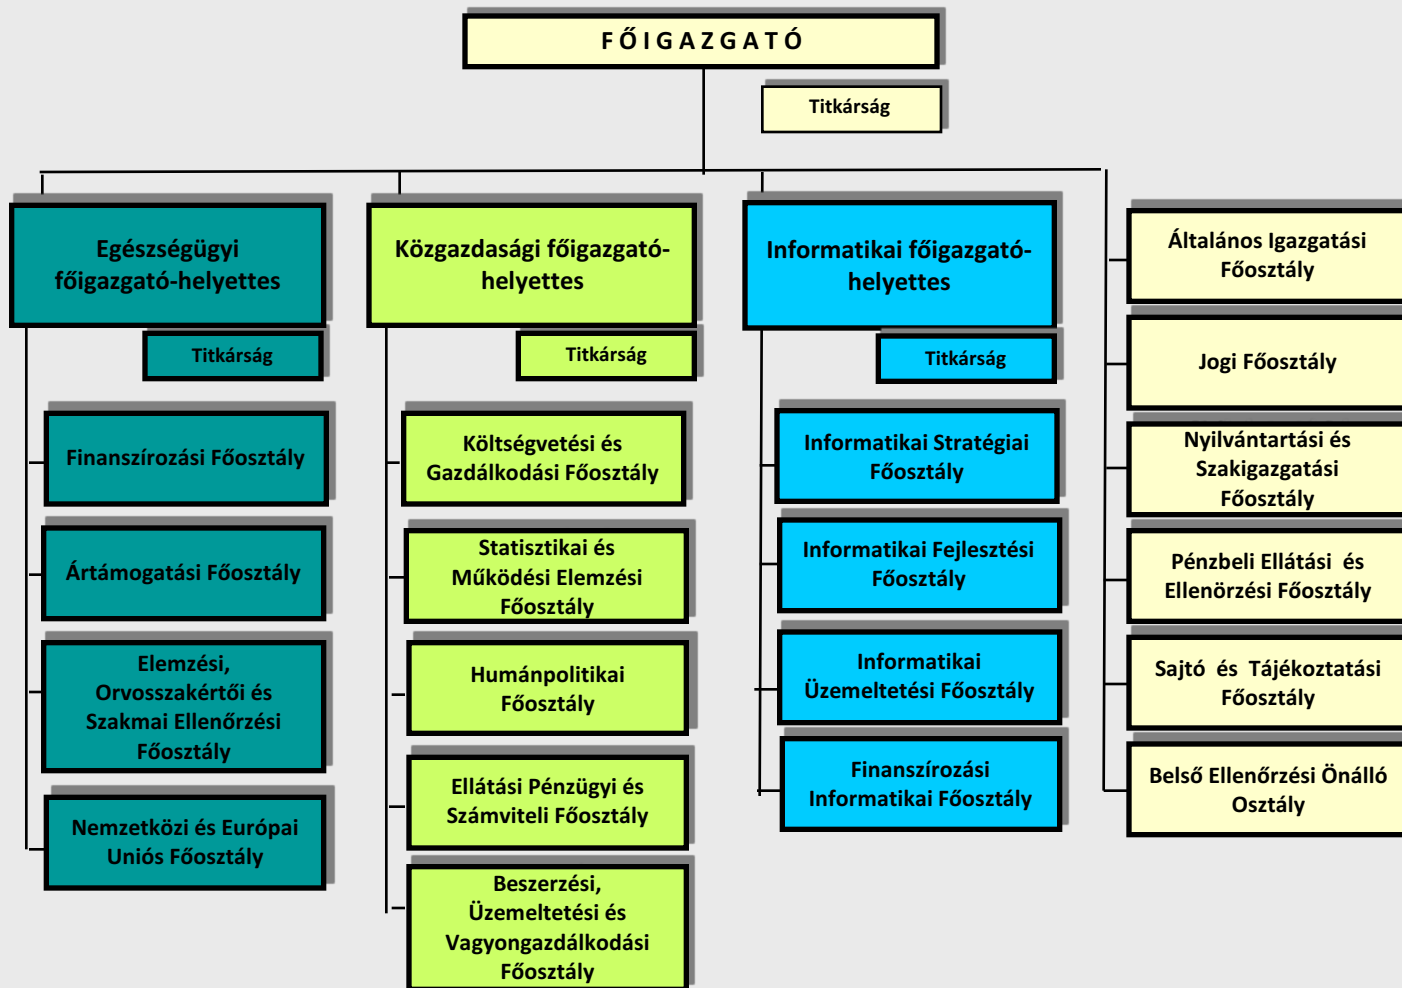 FŐIGAZGATÓ
Titkárság
Egészségügyi
főigazgató-helyettes
Titkárság
Finanszírozási Főosztály
Ártámogatási Főosztály
Elemzési,
Orvosszakértői és
Szakmai Ellenőrzési
Főosztály
Nemzetközi és Európai
Uniós Főosztály
Közgazdasági főigazgató-
helyettes
Titkárság
Költségvetési és
Gazdálkodási Főosztály
Statisztikai és
Működési Elemzési
Főosztály
Humánpolitikai
Főosztály
Ellátási Pénzügyi és
Számviteli Főosztály
Beszerzési,
Üzemeltetési és
Vagyongazdálkodási
Főosztály
Informatikai főigazgató-
helyettes
Titkárság
Informatikai Stratégiai
Főosztály
Informatikai Fejlesztési
Főosztály
Informatikai
Üzemeltetési Főosztály
Finanszírozási
Informatikai Főosztály
Általános Igazgatási
Főosztály
Jogi Főosztály
Nyilvántartási és
Szakigazgatási
Főosztály
Pénzbeli Ellátási és
Ellenörzési Főosztály
Sajtó és Tájékoztatási
Főosztály
Belső Ellenőrzési Önálló
Osztály